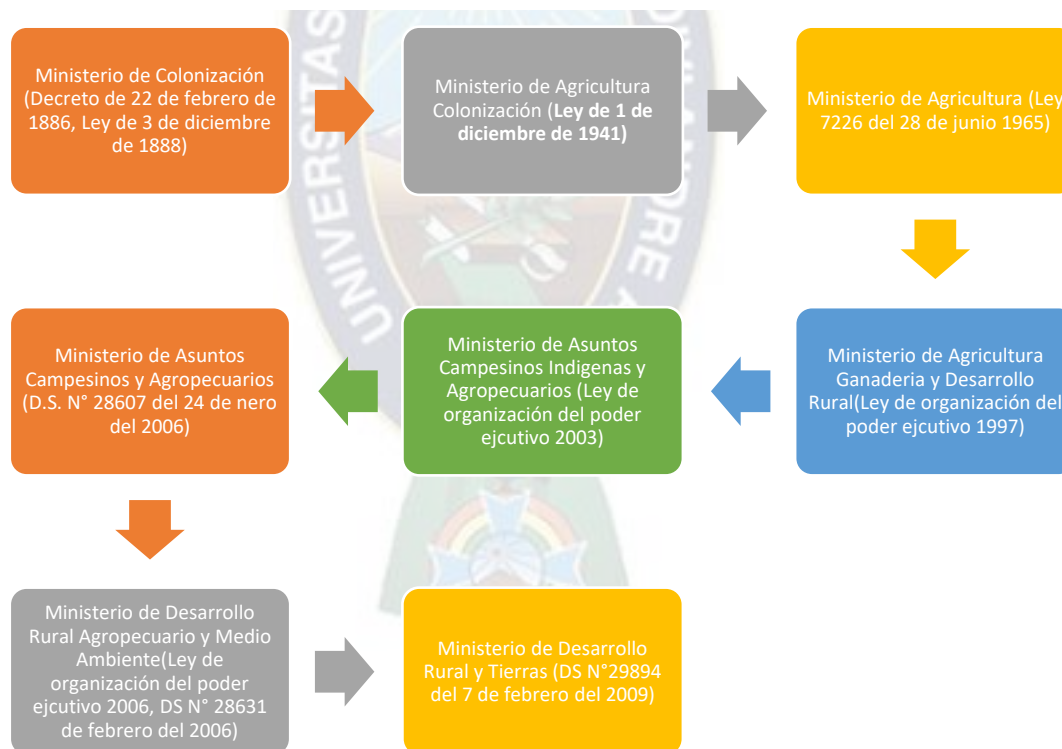 Ministerio de Colonización
(Decreto de 22 de febrero de
1886, Ley de 3 de diciembre
de 1888)
Ministerio de Agricultura
Colonización (Ley de 1 de
diciembre de 1941)
Ministerio de Agricultura (Ley
7226 del 28 de junio 1965)
Ministerio de Agricultura
Ganaderia y Desarrollo
Rural(Ley de organización del
poder ejcutivo 1997)
Ministerio de Asuntos
Campesinos Indigenas y
Agropecuarios (Ley de
organización del poder
ejcutivo 2003)
Ministerio de Asuntos
Campesinos y Agropecuarios
(D.S. N° 28607 del 24 de nero
del 2006)
Ministerio de Desarrollo
Rural Agropecuario y Medio
Ambiente(Ley de
organización del poder
ejcutivo 2006, DS N° 28631
de febrero del 2006)
Ministerio de Desarrollo
Rural y Tierras (DS N°29894
del 7 de febrero del 2009)
UNIVERSITAS